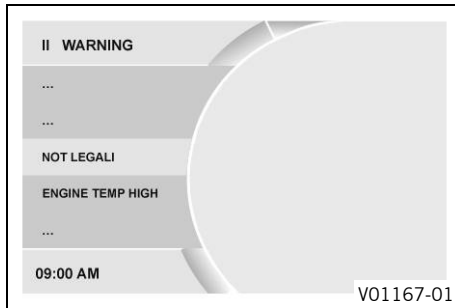 II WARNING
...
...
NOT LEGALI
ENGINE TEMP HIGH
...
09:00 AM
V01167-01